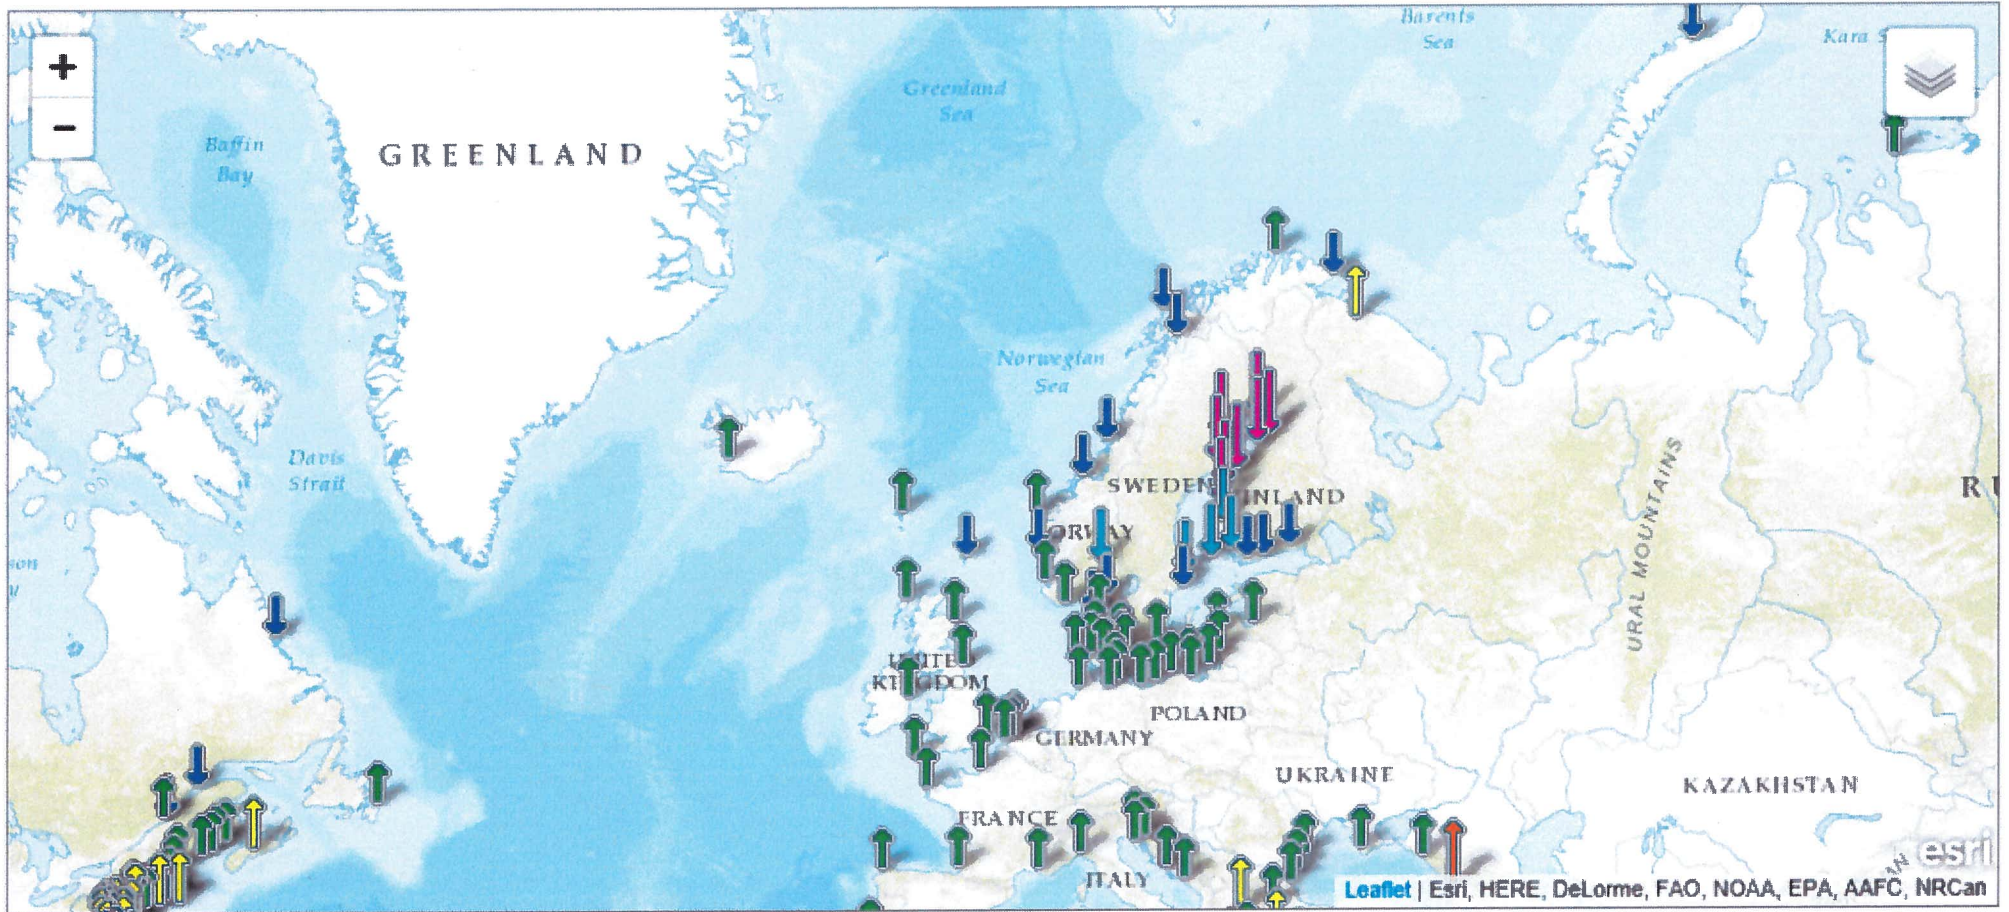 Barents
Sea
Kara
+
−
Greenland
Sea
Baffin
Bay
GREENLAND
Norwegian
Sea
Davis
Strait
SWEDEN
INLAND
URAL MOUNTAINS
ORWAY
UNITED
KINGDOM
POLAND
GERMANY
UKRAINE
KAZAKHSTAN
FRANCE
ITALY
esri
Leaflet | Esri, HERE, DeLorme, FAO, NOAA, EPA, AAFC, NRCan